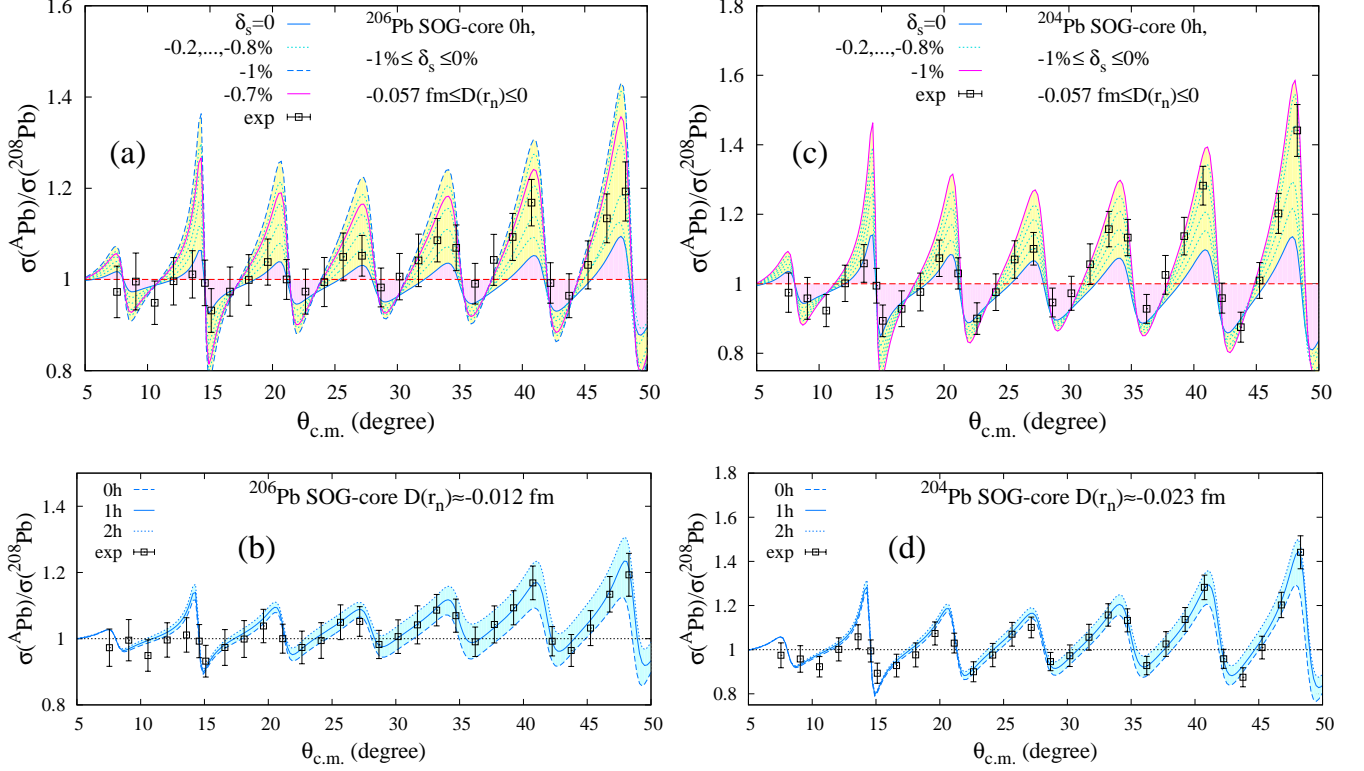 1.6
1.4
1.2
1
0.8
5 10 15 20 25 30 35 40 45 50
σ(ᴬPb)/σ(²⁰⁸Pb)
θc.m. (degree)
(a)
δs=0
-0.2,...,-0.8%
-1%
-0.7%
exp
²⁰⁶Pb SOG-core 0h,
-1%≤ δs ≤0%
-0.057 fm≤D(rn)≤0
1.8
1.6
1.4
1.2
1
0.8
5 10 15 20 25 30 35 40 45 50
σ(ᴬPb)/σ(²⁰⁸Pb)
θc.m. (degree)
(c)
δs=0
-0.2,...,-0.8%
-1%
exp
²⁰⁴Pb SOG-core 0h,
-1%≤ δs ≤0%
-0.057 fm≤D(rn)≤0
1.5
1.4
1.2
1
0.8
5 10 15 20 25 30 35 40 45 50
σ(ᴬPb)/σ(²⁰⁸Pb)
θc.m. (degree)
(b)
0h
1h
2h
exp
²⁰⁶Pb SOG-core D(rn)≈-0.012 fm
1.8
1.6
1.4
1.2
1
0.8
5 10 15 20 25 30 35 40 45 50
σ(ᴬPb)/σ(²⁰⁸Pb)
θc.m. (degree)
(d)
0h
1h
2h
exp
²⁰⁴Pb SOG-core D(rn)≈-0.023 fm